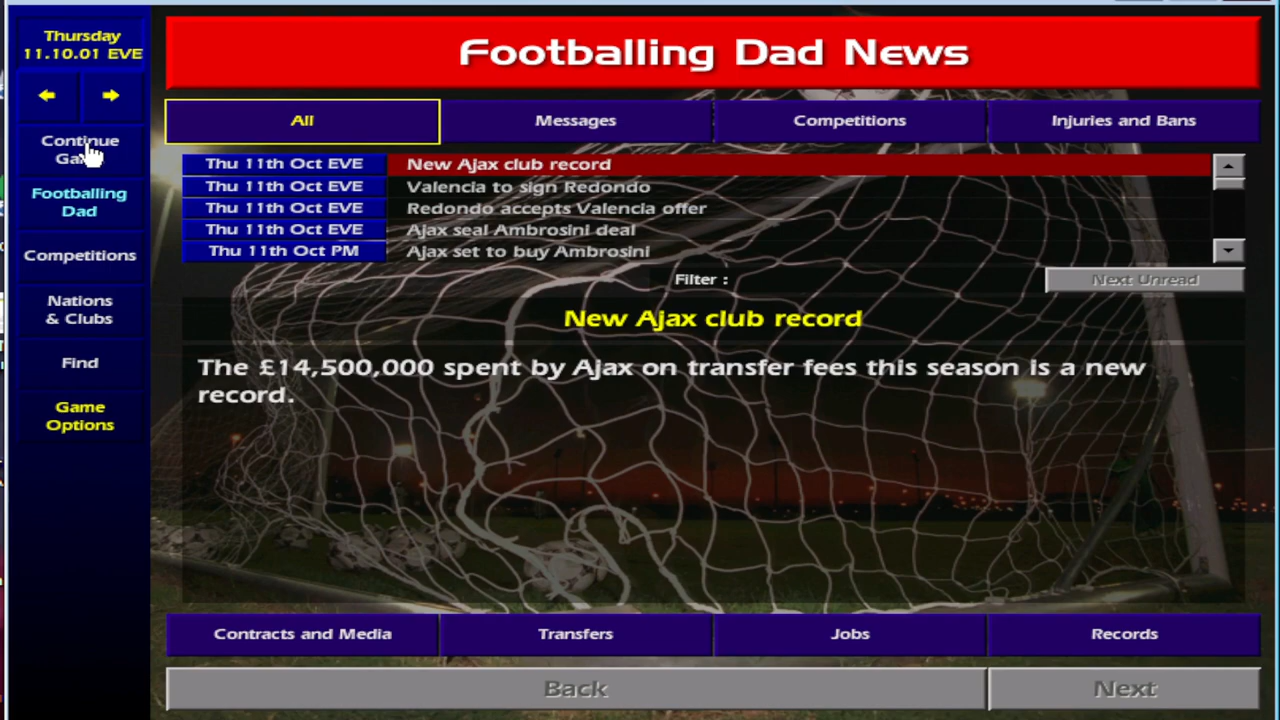 Thursday
11.10.01 EVE
Continue
Footballing
Dad
Competitions
Nations
& Clubs
Find
Game
Options
Footballing Dad News
All
Messages
Competitions
Injuries and Bans
Thu 11th Oct EVE New Ajax club record
Thu 11th Oct EVE Valencia to sign Redondo
Thu 11th Oct EVE Redondo accepts Valencia offer
Thu 11th Oct EVE Ajax seal Ambrosini deal
Thu 11th Oct PM Ajax set to buy Ambrosini
Filter :
Next Unread
New Ajax club record
The £14,500,000 spent by Ajax on transfer fees this season is a new
record.
Contracts and Media
Transfers
Jobs
Records
Back
Next